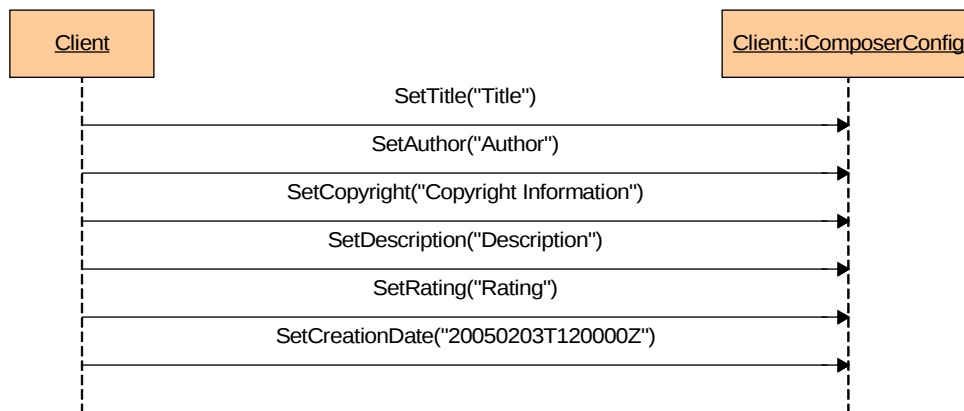 Client
Client::iComposerConfig
SetTitle("Title")
SetAuthor("Author")
SetCopyright("Copyright Information")
SetDescription("Description")
SetRating("Rating")
SetCreationDate("20050203T120000Z")